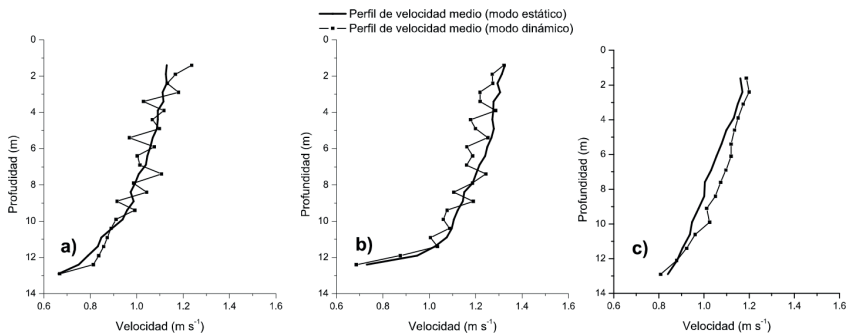 Perfil de velocidad medio (modo estático)
Perfil de velocidad medio (modo dinámico)
0
2
4
6
8
10
12
14
Profudidad (m)
a)
0.6 0.8 1.0 1.2 1.4 1.6
Velocidad (m s⁻¹)
0
2
4
6
8
10
12
14
Profundidad (m)
b)
0.6 0.8 1.0 1.2 1.4 1.6
Velocidad (m s⁻¹)
0
2
4
6
8
10
12
14
Profundidad (m)
c)
0.6 0.8 1.0 1.2 1.4 1.6
Velocidad (m s⁻¹)